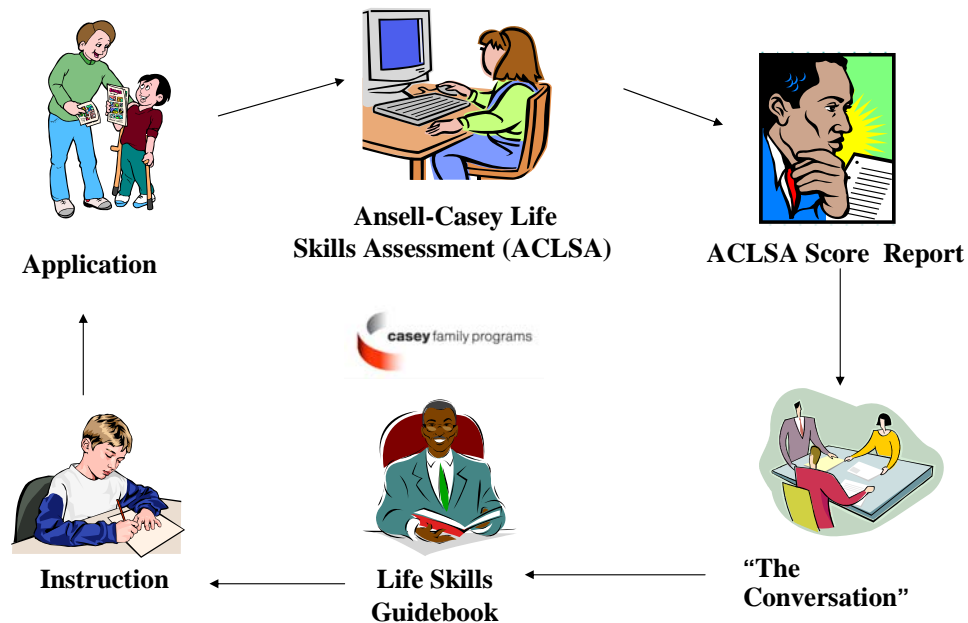 Ansell-Casey Life
Skills Assessment (ACLSA)
ACLSA Score Report
Application
casey family programs
Instruction
Life Skills
Guidebook
“The
Conversation”